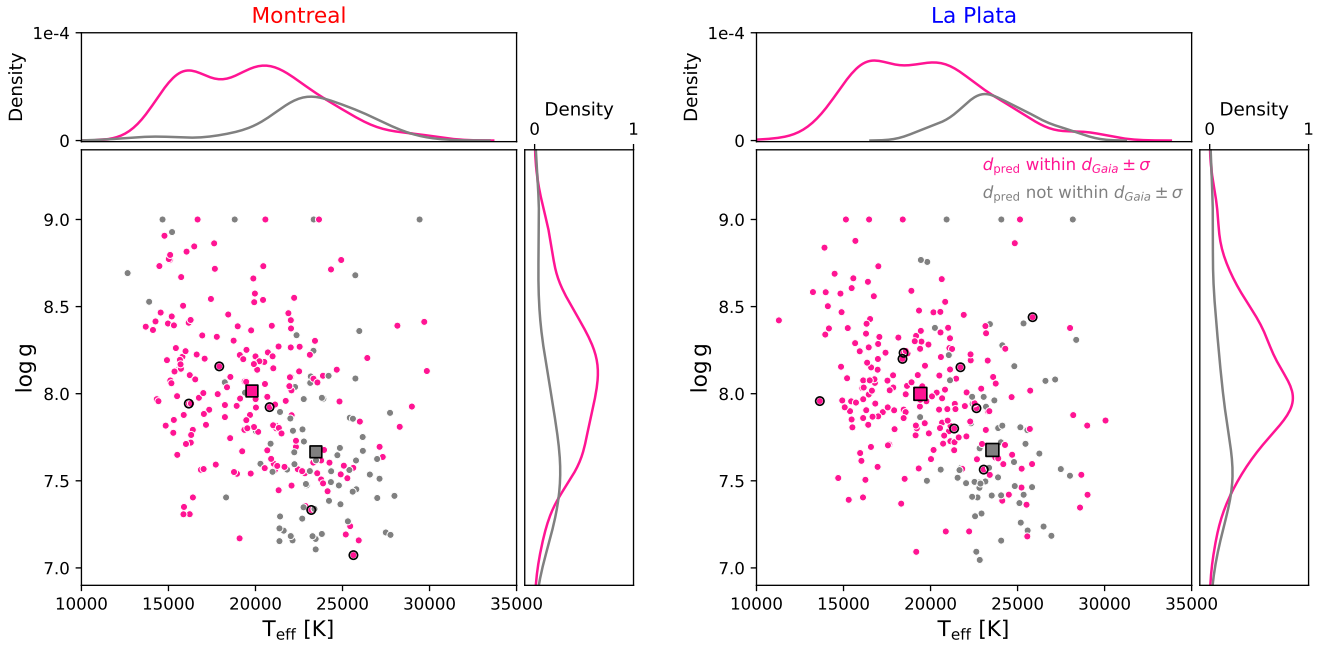 Montreal
La Plata
1e-4
Density
0
Density
0 1
1e-4
Density
0
Density
0 1
9.0
8.5
8.0
7.5
7.0
log g
10000 15000 20000 25000 30000 35000
T_eff [K]
d_pred within d_Gaia ± σ
d_pred not within d_Gaia ± σ
9.0
8.5
8.0
7.5
7.0
log g
10000 15000 20000 25000 30000 35000
T_eff [K]